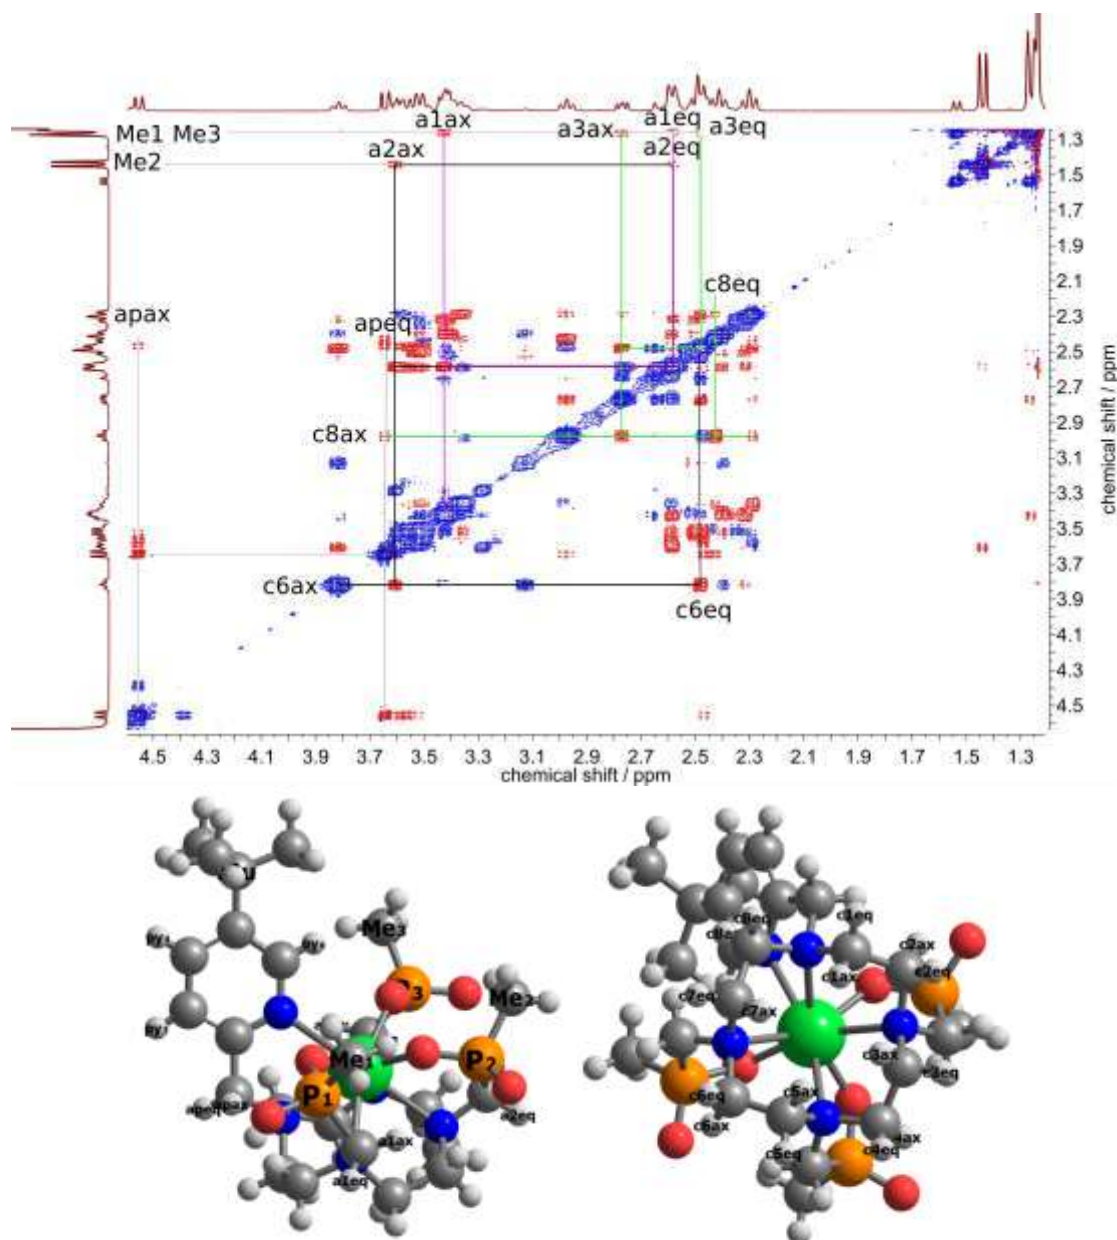 a1ax
a3ax
a1eq
a3eq
a2ax
a2eq
Me1 Me3
Me2
apax
apeq
c8eq
c8ax
c6ax
c6eq
1.3
1.5
1.7
1.9
2.1
2.3
2.5
2.7
2.9
3.1
3.3
3.5
3.7
3.9
4.1
4.3
4.5
chemical shift / ppm
4.5 4.3 4.1 3.9 3.7 3.5 3.3 3.1 2.9 2.7 2.5 2.3 2.1 1.9 1.7 1.5 1.3
chemical shift / ppm
Me3
P3
Me2
Me1
P2
P1
apeq
apax
a2eq
a1ax
a1eq
c8eq
c1eq
c2ax
c2eq
c1ax
c7eq
c7ax
c3ax
c3eq
c6eq
c6ax
c5ax
c5eq
c4eq